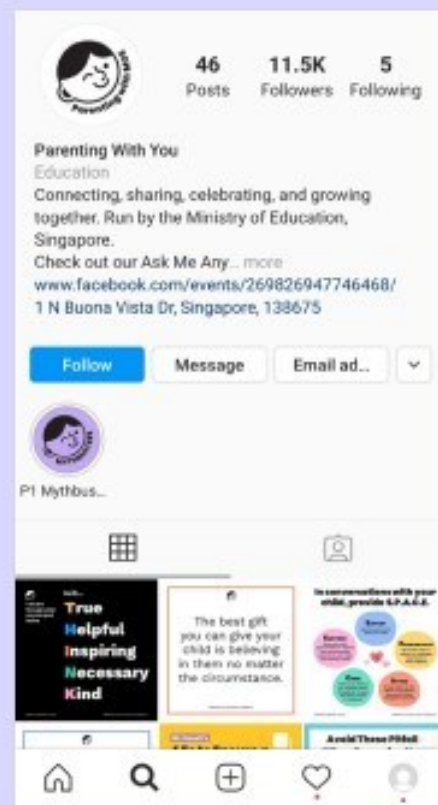 Parenting with you
46
11.5K
5
Posts
Followers
Following
Parenting With You
Education
Connecting, sharing, celebrating, and growing
together. Run by the Ministry of Education,
Singapore.
Check out our Ask Me Any... more
www.facebook.com/events/269826947746468/
1 N Buona Vista Dr, Singapore, 138675
Follow
Message
Email ad...
P1 Mythbus...
True
Helpful
Inspiring
Necessary
Kind
The best gift
you can give your
child is believing
in them no matter
the circumstance.
In conversations with your
child, provide S.P.A.C.E.
Avoid These Pitfall